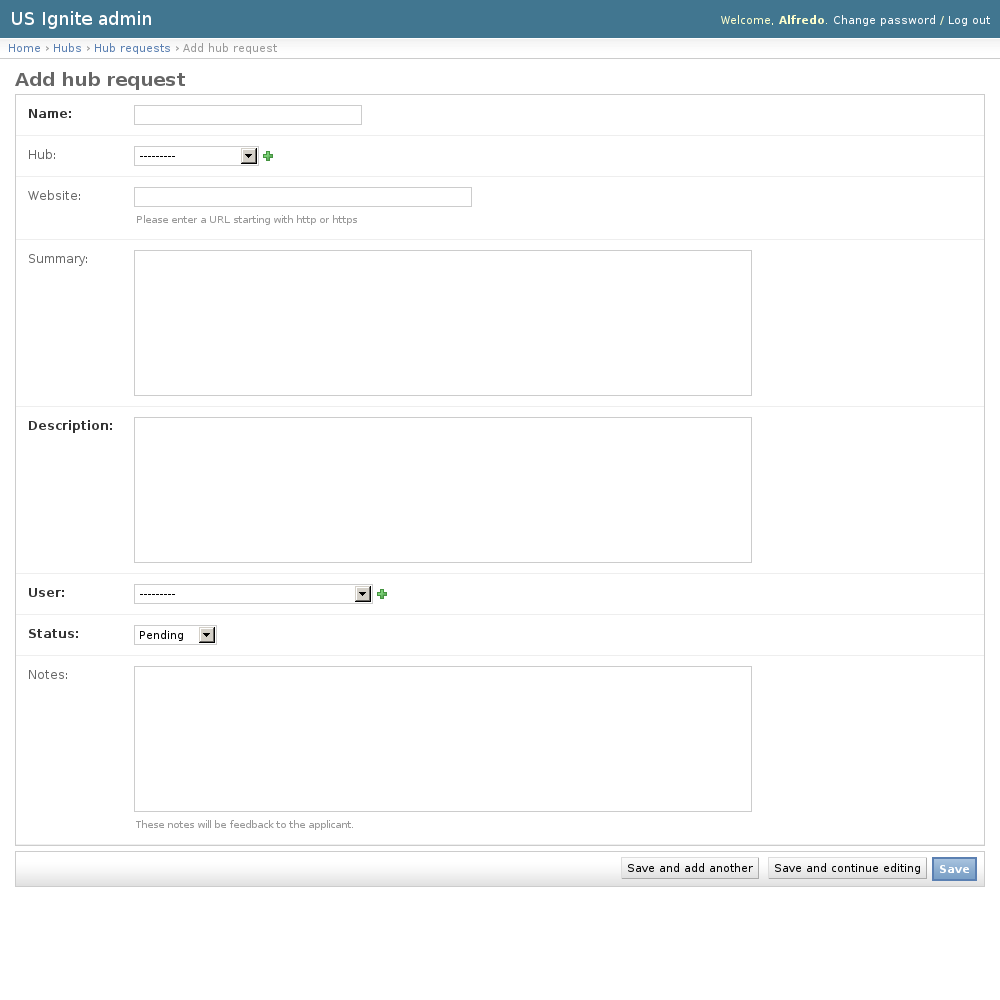 US Ignite admin
Welcome, Alfredo. Change password / Log out
Home › Hubs › Hub requests › Add hub request
Add hub request
Name:
Hub: ---------
Website:
Please enter a URL starting with http or https
Summary:
Description:
User: ---------
Status: Pending
Notes:
These notes will be feedback to the applicant.
Save and add another Save and continue editing Save